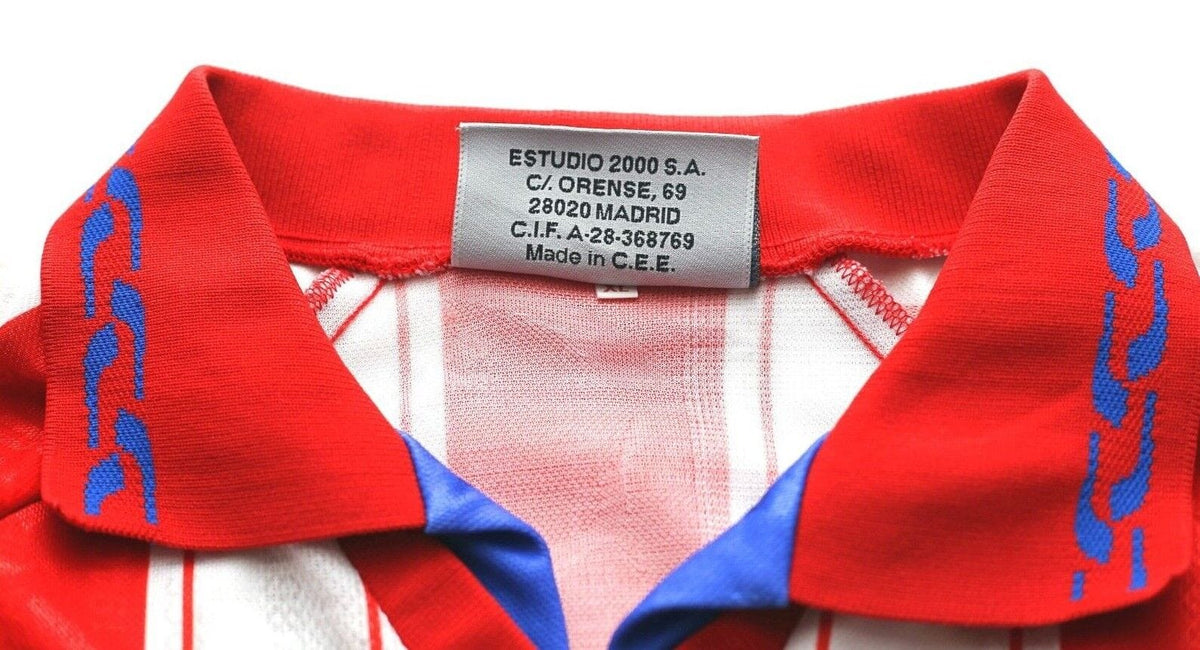 ESTUDIO 2000 S.A.
C/. ORENSE, 69
28020 MADRID
C.I.F. A-28-368769
Made in C.E.E.